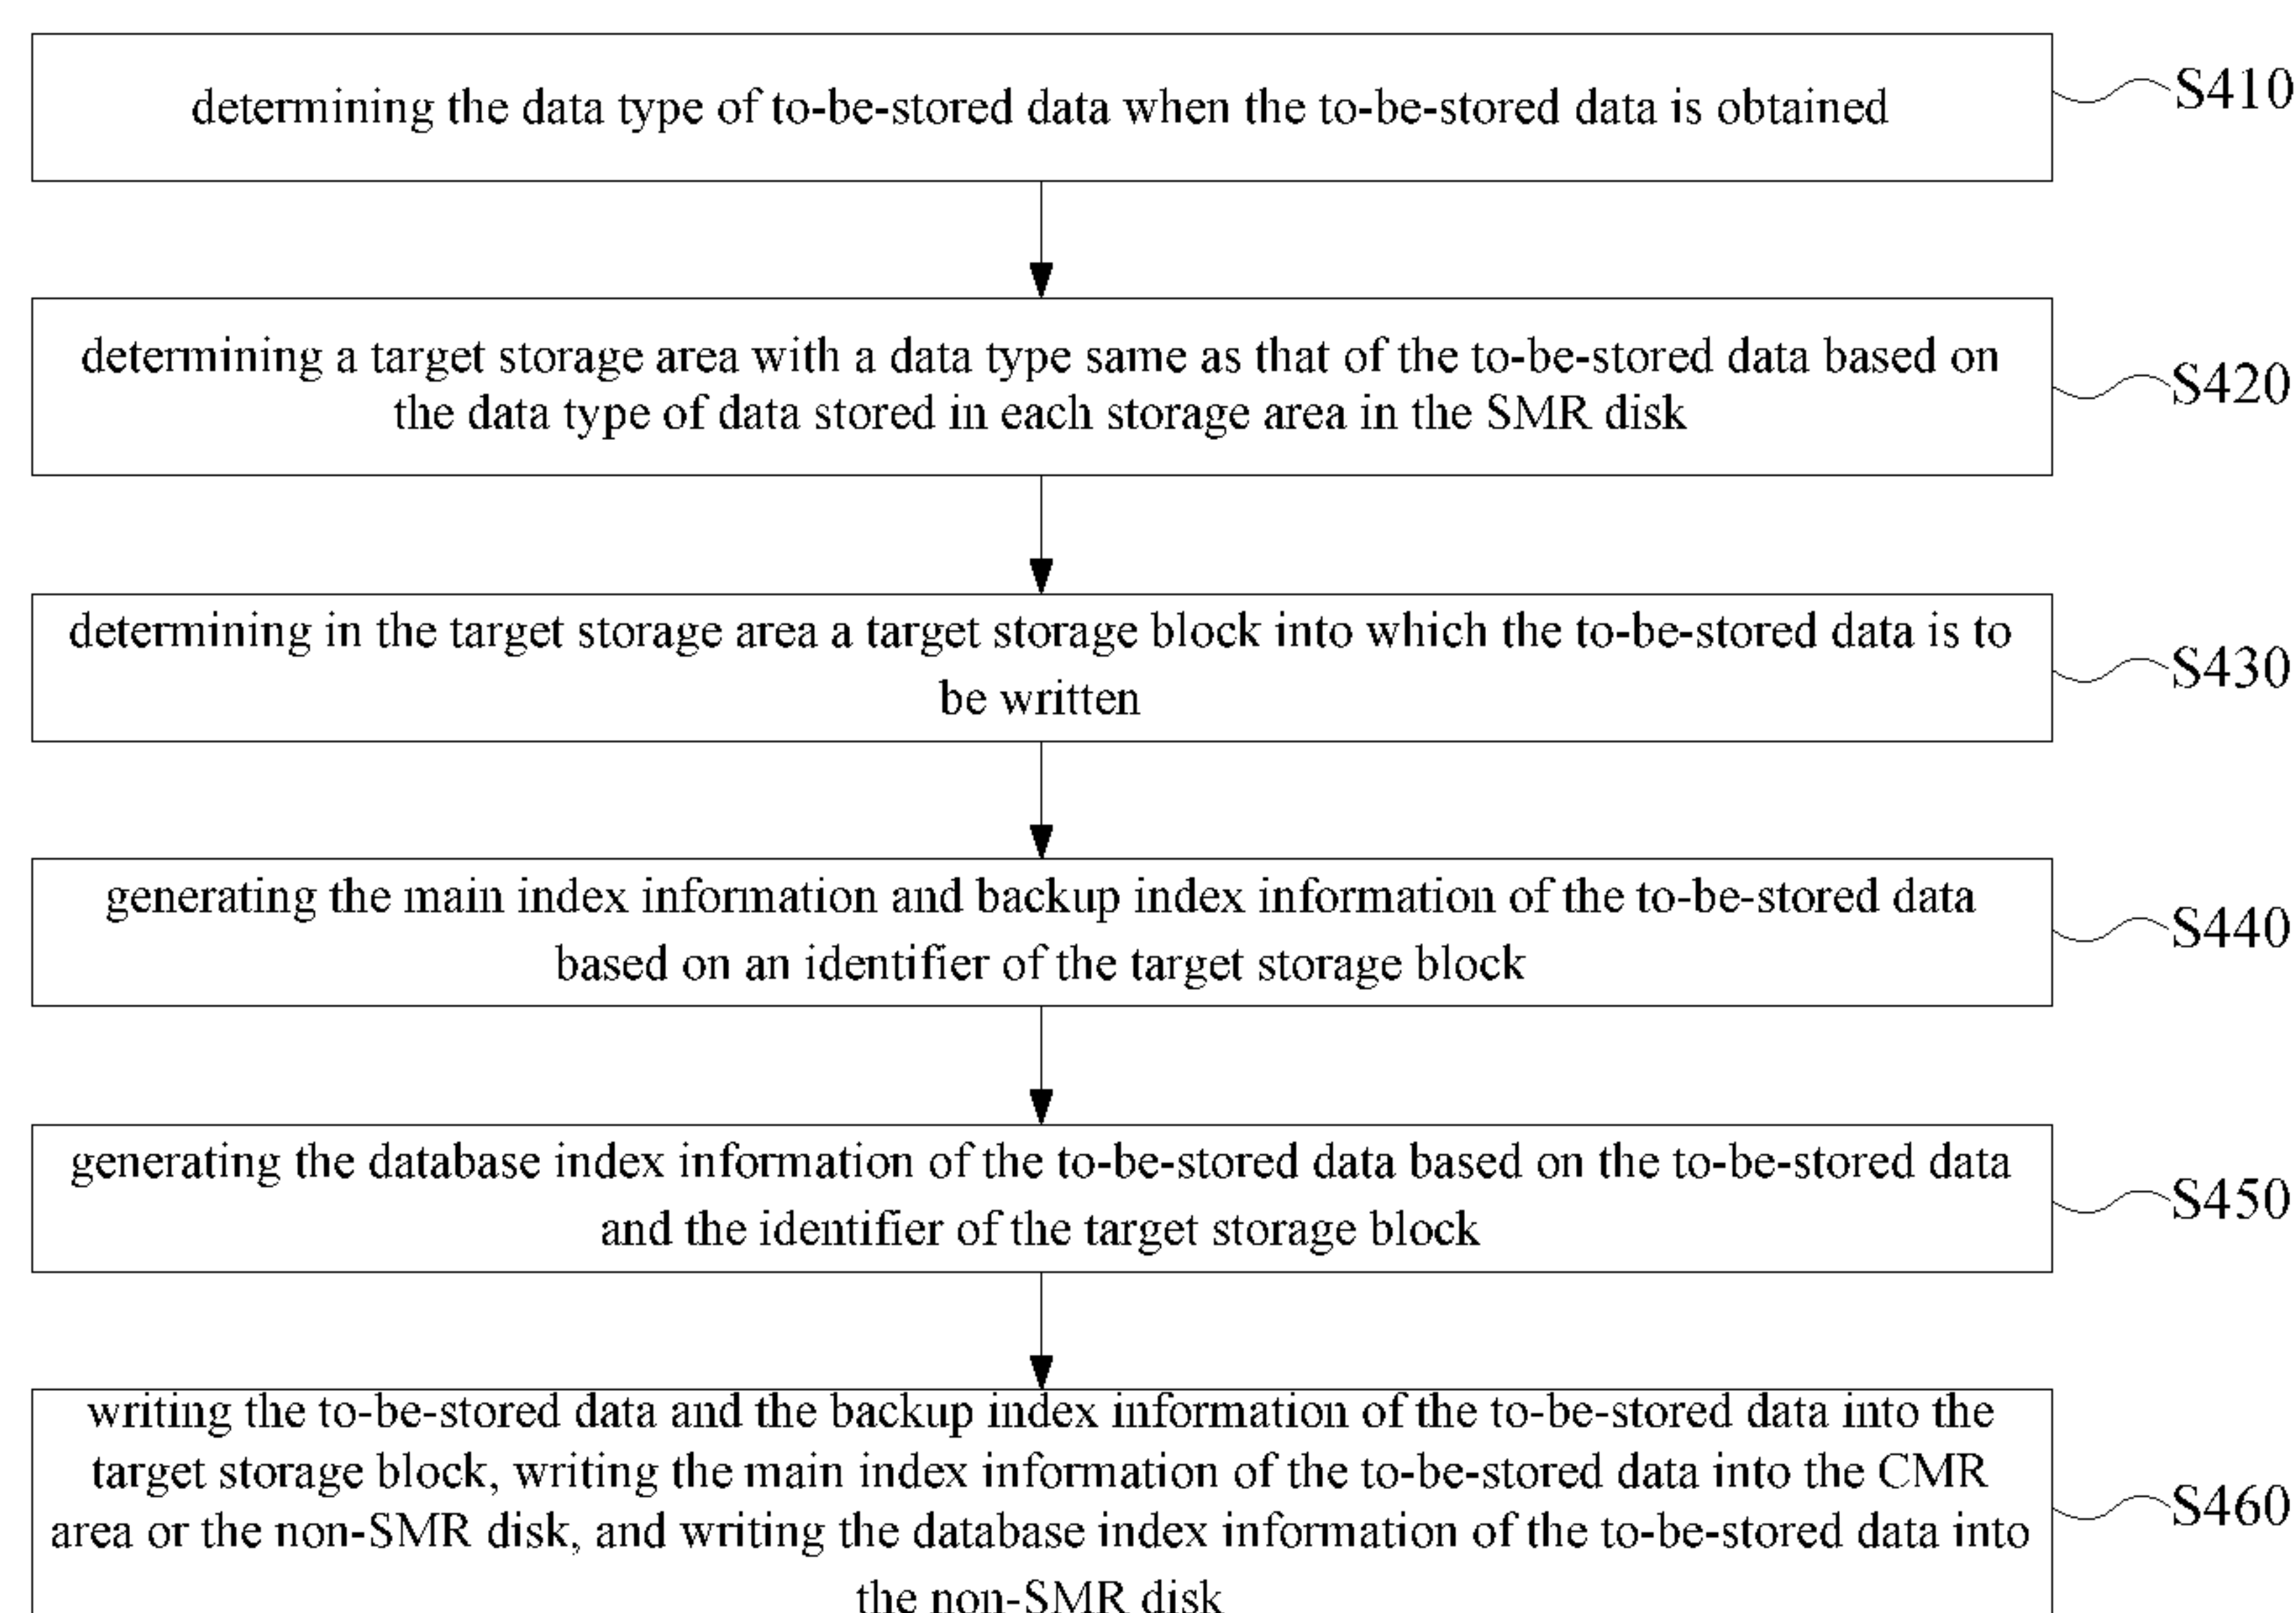 determining the data type of to-be-stored data when the to-be-stored data is obtained
S410
determining a target storage area with a data type same as that of the to-be-stored data based on
the data type of data stored in each storage area in the SMR disk
S420
determining in the target storage area a target storage block into which the to-be-stored data is to
be written
S430
generating the main index information and backup index information of the to-be-stored data
based on an identifier of the target storage block
S440
generating the database index information of the to-be-stored data based on the to-be-stored data
and the identifier of the target storage block
S450
writing the to-be-stored data and the backup index information of the to-be-stored data into the
target storage block, writing the main index information of the to-be-stored data into the CMR
area or the non-SMR disk, and writing the database index information of the to-be-stored data into
the non-SMR disk
S460